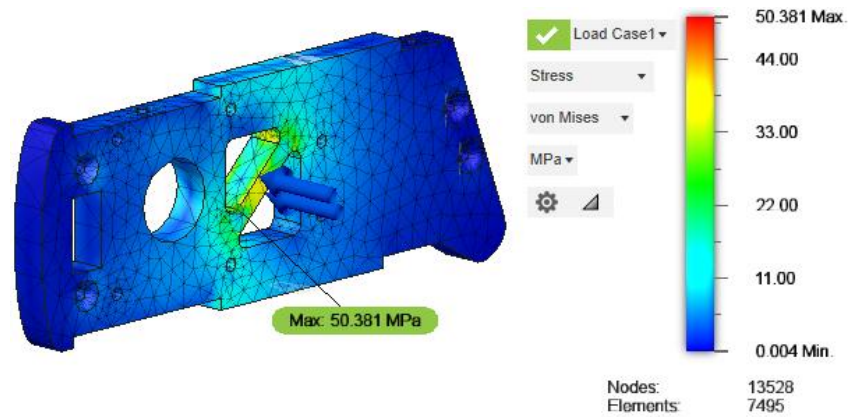 Load Case1
Stress
von Mises
MPa
50.381 Max.
44.00
33.00
22.00
11.00
0.004 Min.
Max: 50.381 MPa
Nodes: 13528
Elements: 7495